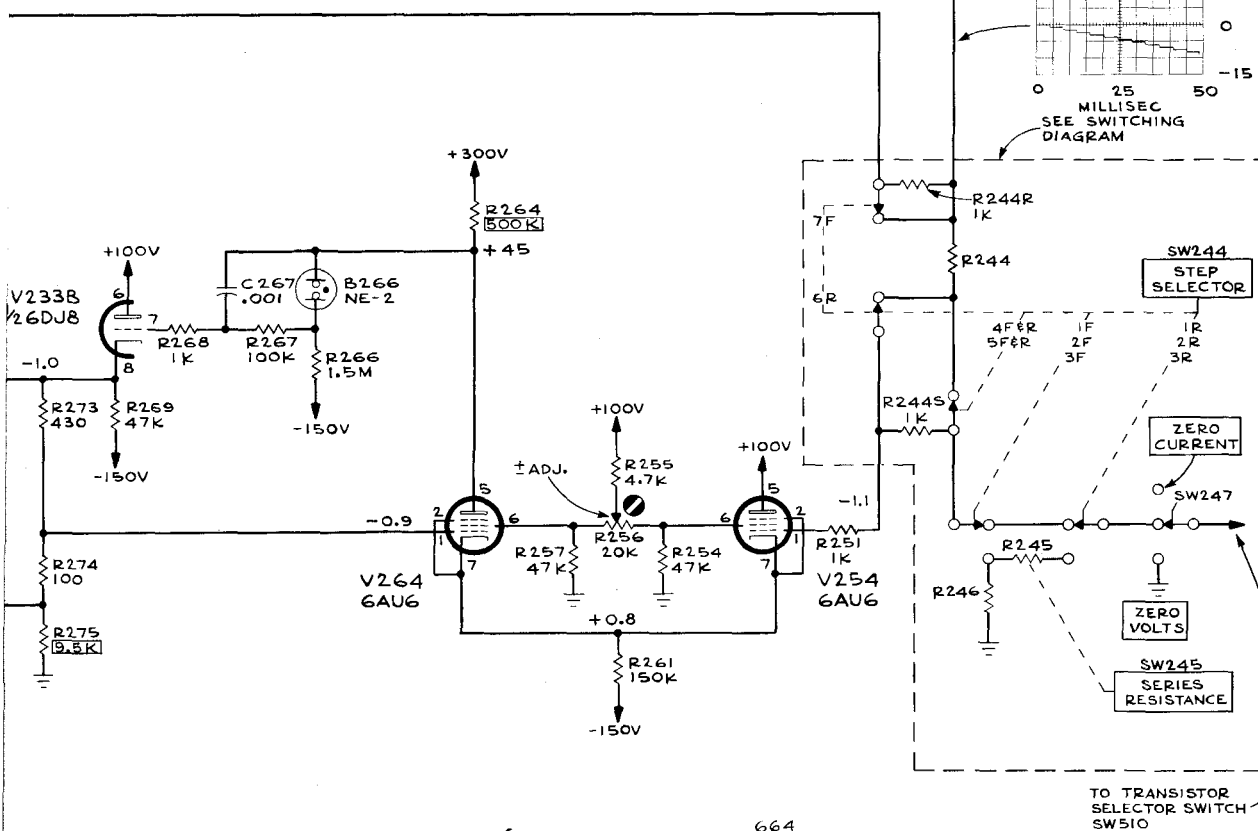 0
-15
0 25 50
MILLISEC
SEE SWITCHING
DIAGRAM
+300V
R264
500K
+45
R244R
1K
7F
+100V
6
V233B
1/26DJ8
7
8
C267
.001
B266
NE-2
R268
1K
R267
100K
R266
1.5M
-150V
R244
SW244
STEP
SELECTOR
6R
4F&R
5F&R
1F
2F
3F
1R
2R
3R
-1.0
R273
430
R269
47K
-150V
R244S
1K
ZERO
CURRENT
+100V
R255
4.7K
±ADJ.
+100V
-1.1
SW247
5
2
1
6
7
-0.9
R256
20K
R257
47K
R254
47K
5
6
2
1
7
R251
1K
V264
6AU6
V254
6AU6
R274
100
R275
9.5K
+0.8
R261
150K
-150V
R245
R246
ZERO
VOLTS
SW245
SERIES
RESISTANCE
TO TRANSISTOR
SELECTOR SWITCH
SW510
664